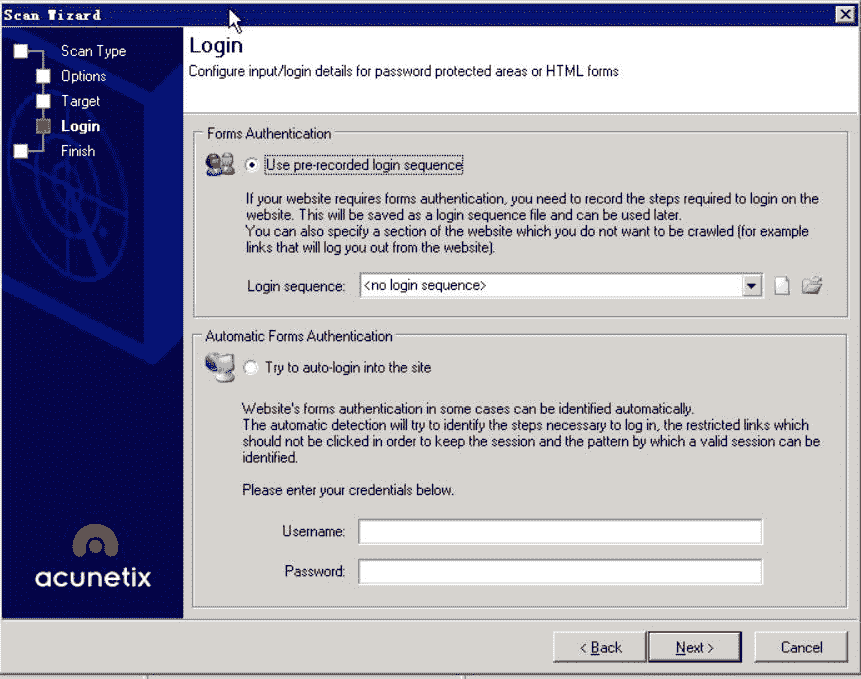 Scan Wizard
Scan Type
Options
Target
Login
Finish
acunetix
Login
Configure input/login details for password protected areas or HTML forms
Forms Authentication
Use pre-recorded login sequence
If your website requires forms authentication, you need to record the steps required to login on the
website. This will be saved as a login sequence file and can be used later.
You can also specify a section of the website which you do not want to be crawled (for example
links that will log you out from the website).
Login sequence: <no login sequence>
Automatic Forms Authentication
Try to auto-login into the site
Website's forms authentication in some cases can be identified automatically.
The automatic detection will try to identify the steps necessary to log in, the restricted links which
should not be clicked in order to keep the session and the pattern by which a valid session can be
identified.
Please enter your credentials below.
Username:
Password:
< Back Next > Cancel